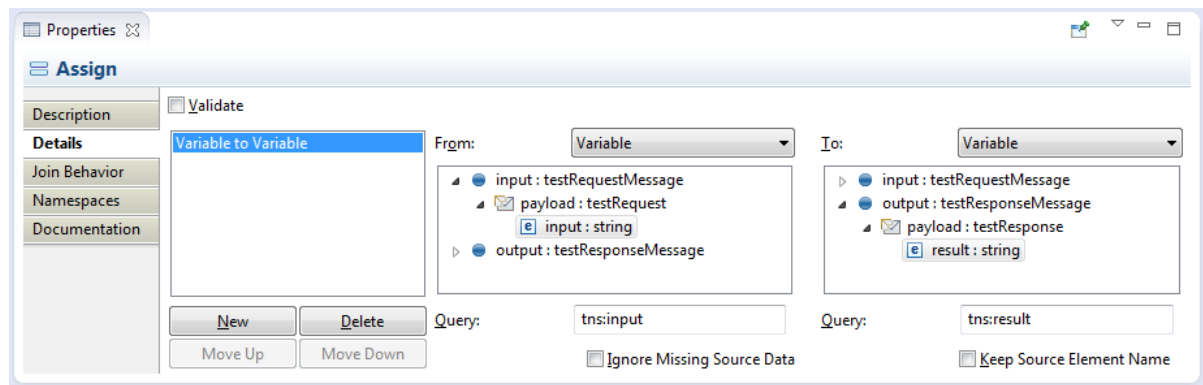 Properties
Assign
Description
Details
Join Behavior
Namespaces
Documentation
Validate
Variable to Variable
New
Delete
Move Up
Move Down
From:
Variable
input : testRequestMessage
payload : testRequest
e input : string
output : testResponseMessage
Query:
tns:input
Ignore Missing Source Data
To:
Variable
input : testRequestMessage
output : testResponseMessage
payload : testResponse
e result : string
Query:
tns:result
Keep Source Element Name